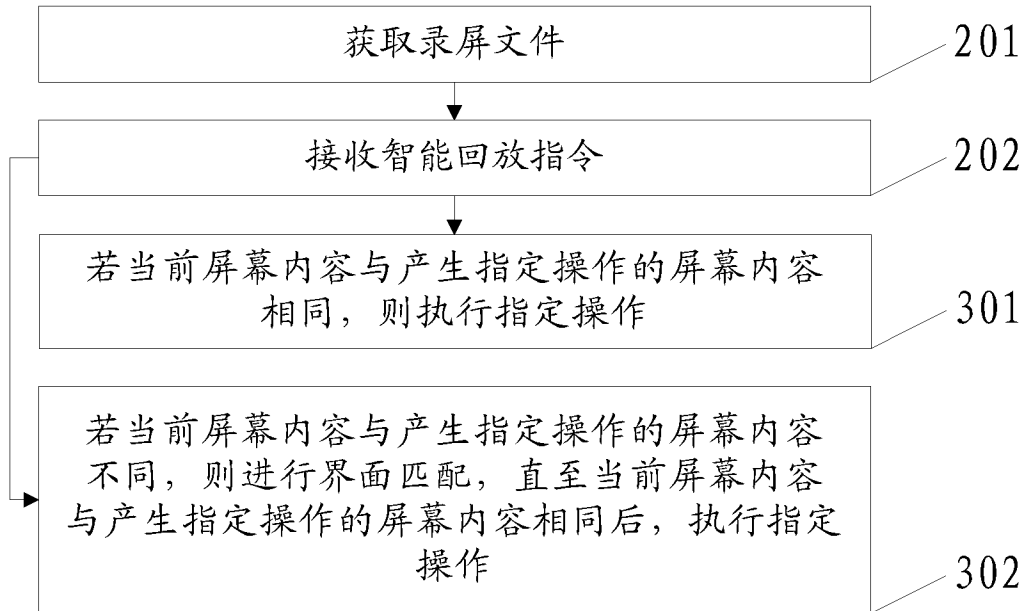 获取录屏文件
201
接收智能回放指令
202
若当前屏幕内容与产生指定操作的屏幕内容
相同，则执行指定操作
301
若当前屏幕内容与产生指定操作的屏幕内容
不同，则进行界面匹配，直至当前屏幕内容
与产生指定操作的屏幕内容相同后，执行指定
操作
302